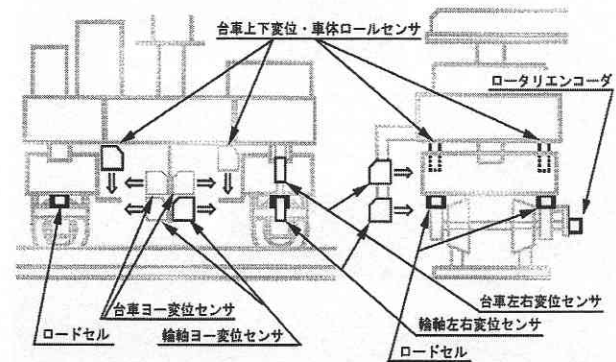 台車上下変位・車体ロールセンサ
ロータリエンコーダ
台車ヨー変位センサ
台車左右変位センサ
ロードセル
輪軸ヨー変位センサ
輪軸左右変位センサ
ロードセル